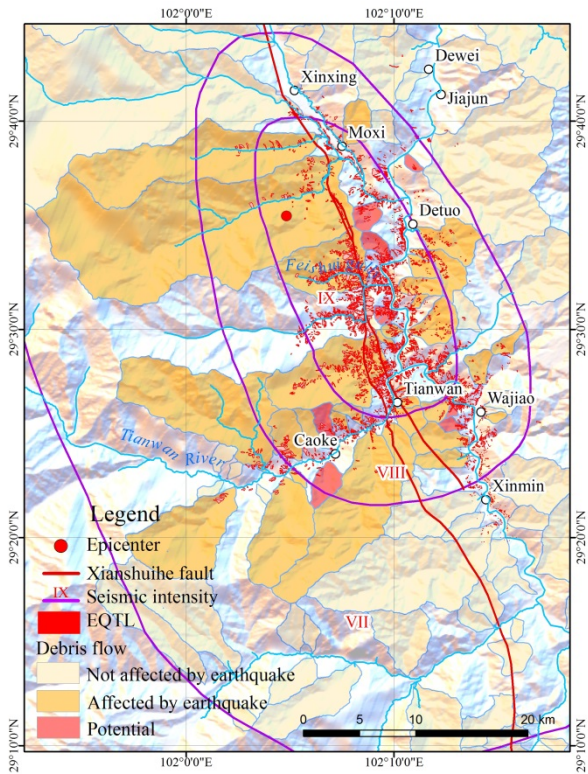 102°0'0"E
102°10'0"E
Dewei
Xinxing
Jiajun
29°40'0"N
29°40'0"N
Moxi
Detuo
IX
29°30'0"N
29°30'0"N
Tianwan
Wajiao
Caoke
Tianwan River
VIII
Xinmin
Legend
29°20'0"N
29°20'0"N
Epicenter
Xianshuihe fault
IX Seismic intensity
EQTL
VII
Debris flow
Not affected by earthquake
Affected by earthquake
Potential
0 5 10 20 km
29°10'0"N
29°10'0"N
102°0'0"E
102°10'0"E